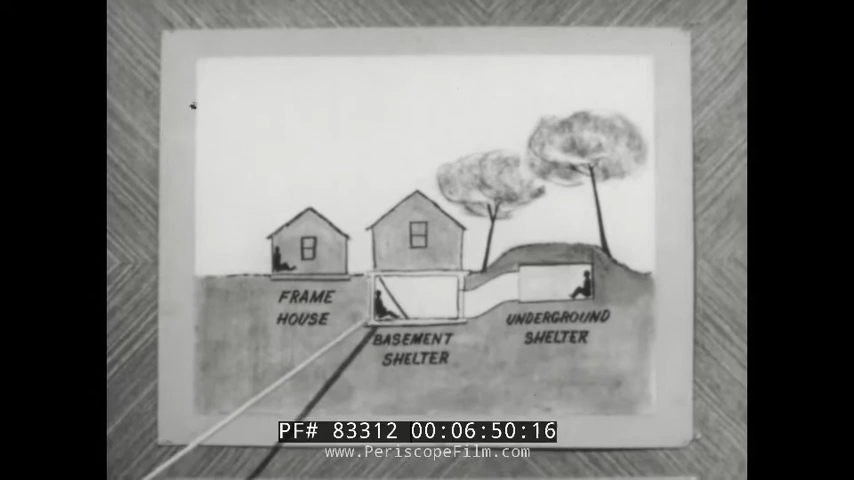 FRAME
HOUSE
BASEMENT
SHELTER
UNDERGROUND
SHELTER
PF# 83312 00:06:50:16
www.PeriscopeFilm.com